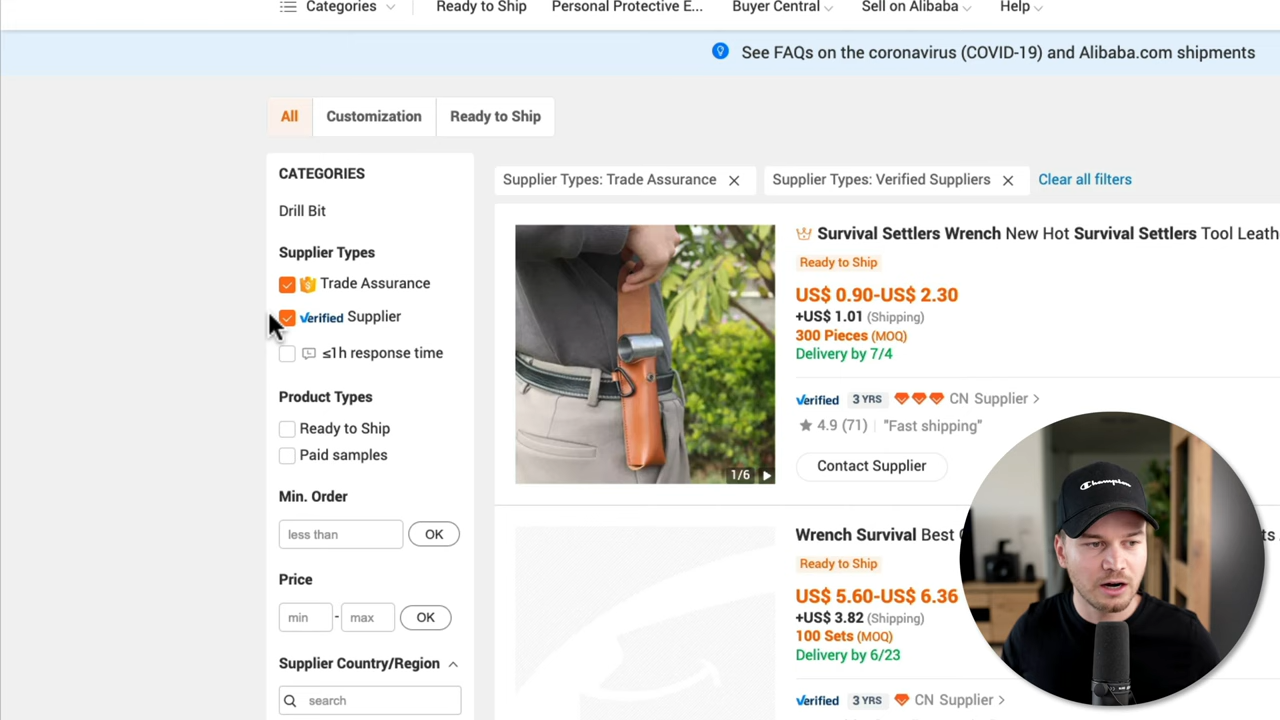 Categories
Ready to Ship
Personal Protective E...
Buyer Central
Sell on Alibaba
Help
See FAQs on the coronavirus (COVID-19) and Alibaba.com shipments
All
Customization
Ready to Ship
CATEGORIES
Drill Bit
Supplier Types
Trade Assurance
Verified Supplier
≤1h response time
Product Types
Ready to Ship
Paid samples
Min. Order
less than
OK
Price
min - max
OK
Supplier Country/Region
search
Supplier Types: Trade Assurance
Supplier Types: Verified Suppliers
Clear all filters
Survival Settlers Wrench New Hot Survival Settlers Tool Leath
Ready to Ship
US$ 0.90-US$ 2.30
+US$ 1.01 (Shipping)
300 Pieces (MOQ)
Delivery by 7/4
Verified 3 YRS CN Supplier >
4.9 (71) "Fast shipping"
Contact Supplier
1/6
Wrench Survival Best
Ready to Ship
US$ 5.60-US$ 6.36
+US$ 3.82 (Shipping)
100 Sets (MOQ)
Delivery by 6/23
Verified 3 YRS CN Supplier >
Champion